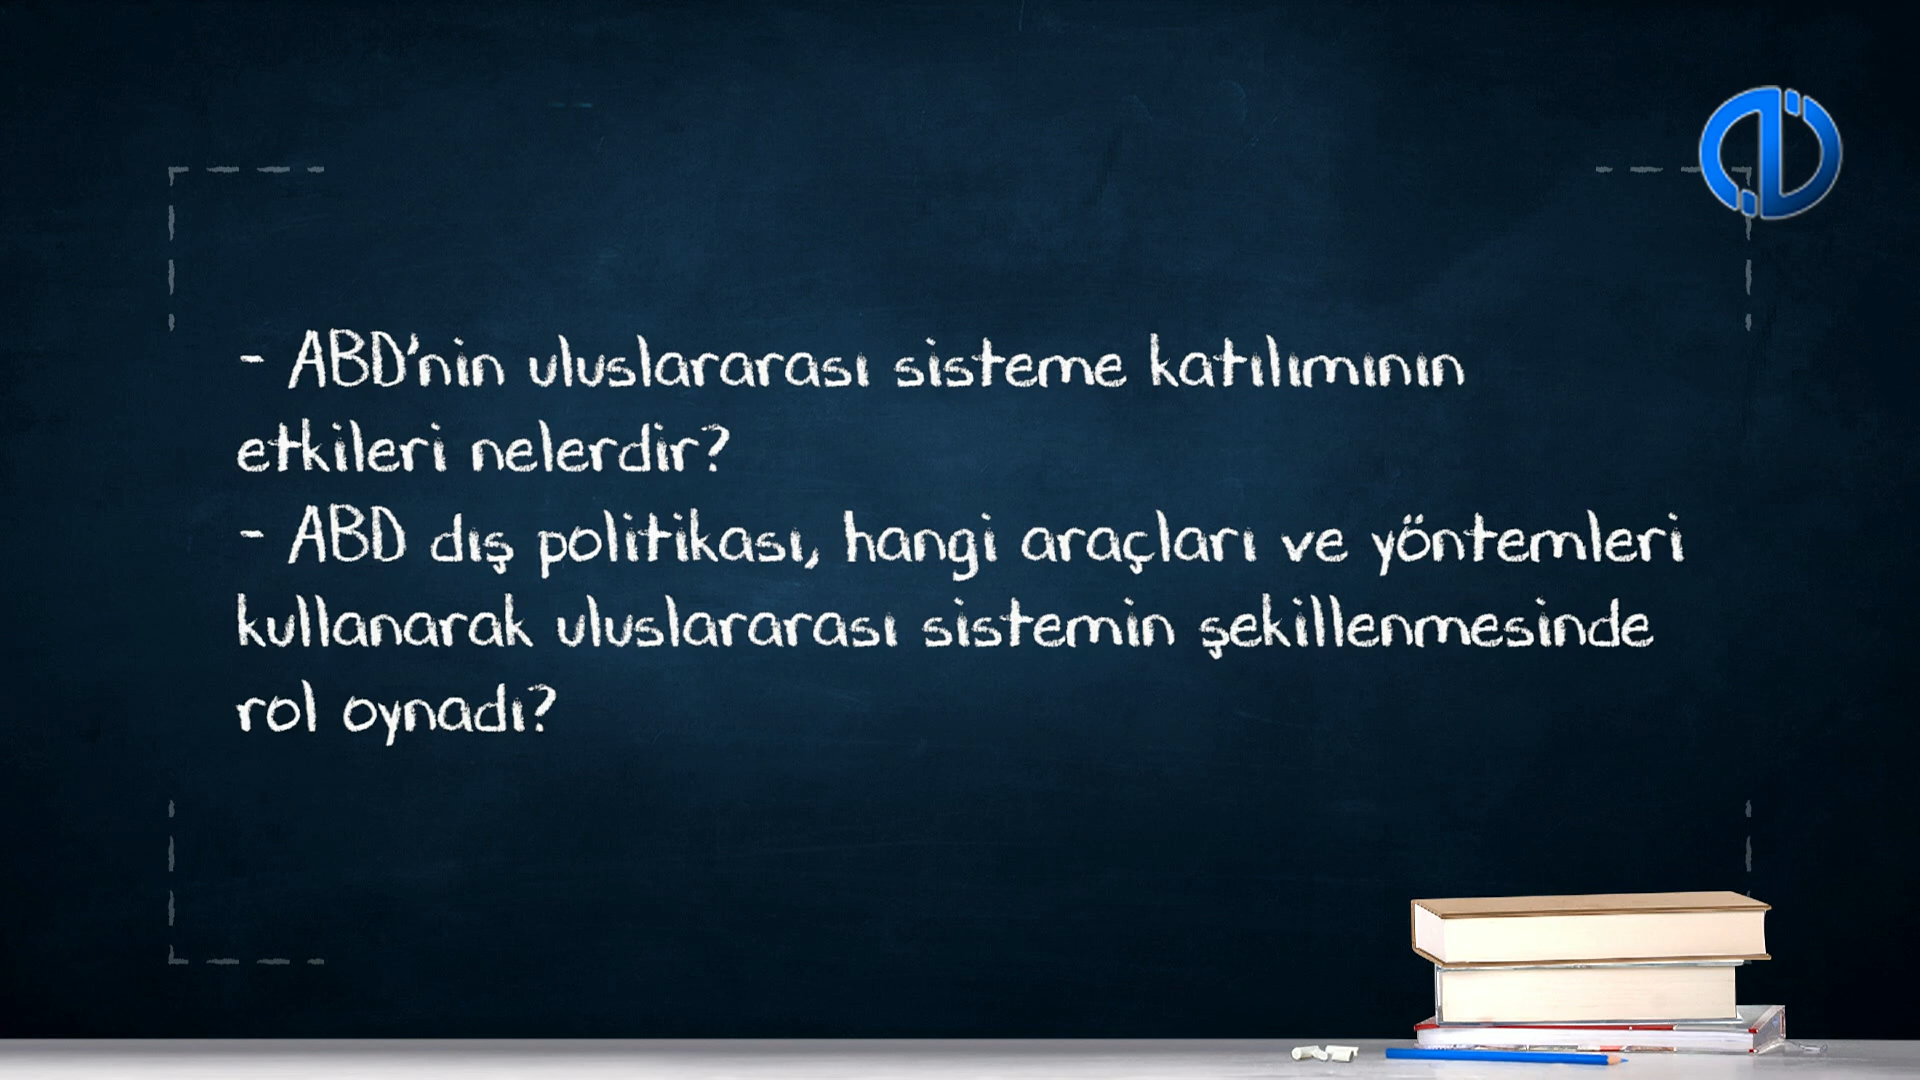 - ABD'nin uluslararası sisteme katılımının
etkileri nelerdir?
- ABD dış politikası, hangi araçları ve yöntemleri
kullanarak uluslararası sistemin şekillenmesinde
rol oynadı?